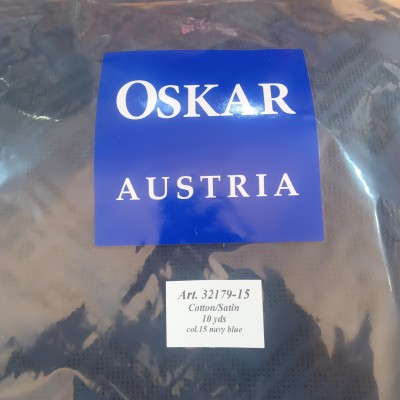 OSKAR
AUSTRIA
Art. 32179-15
Cotton/Satin
10 yds
col.15 navy blue